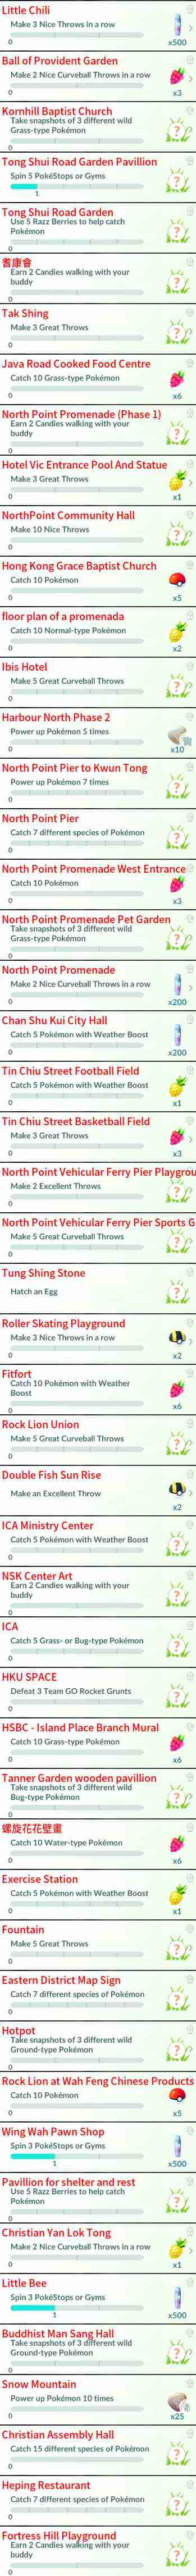 Little Chili
Make 3 Nice Throws in a row
0
x500
Ball of Provident Garden
Make 2 Nice Curveball Throws in a row
0
x3
Kornhill Baptist Church
Take snapshots of 3 different wild
Grass-type Pokémon
0
?
Tong Shui Road Garden Pavillion
Spin 5 PokéStops or Gyms
1
?
Tong Shui Road Garden
Use 5 Razz Berries to help catch
Pokémon
0
?
耆康會
Earn 2 Candies walking with your
buddy
0
?
Tak Shing
Make 3 Great Throws
0
?
Java Road Cooked Food Centre
Catch 10 Grass-type Pokémon
0
x6
North Point Promenade (Phase 1)
Earn 2 Candies walking with your
buddy
0
?
Hotel Vic Entrance Pool And Statue
Make 3 Great Throws
0
x1
NorthPoint Community Hall
Make 10 Nice Throws
0
?
Hong Kong Grace Baptist Church
Catch 10 Pokémon
0
x5
floor plan of a promenada
Catch 10 Normal-type Pokémon
0
x2
Ibis Hotel
Make 5 Great Curveball Throws
0
?
Harbour North Phase 2
Power up Pokémon 5 times
0
x10
North Point Pier to Kwun Tong
Power up Pokémon 7 times
0
?
North Point Pier
Catch 7 different species of Pokémon
0
?
North Point Promenade West Entrance
Catch 10 Pokémon
0
x3
North Point Promenade Pet Garden
Take snapshots of 3 different wild
Grass-type Pokémon
0
?
North Point Promenade
Make 2 Nice Curveball Throws in a row
0
x200
Chan Shu Kui City Hall
Catch 5 Pokémon with Weather Boost
0
x200
Tin Chiu Street Football Field
Catch 5 Pokémon with Weather Boost
0
x1
Tin Chiu Street Basketball Field
Make 3 Great Throws
0
x3
North Point Vehicular Ferry Pier Playgrou
Make 2 Excellent Throws
0
?
North Point Vehicular Ferry Pier Sports G
Make 5 Great Curveball Throws
0
?
Tung Shing Stone
Hatch an Egg
?
Roller Skating Playground
Make 3 Nice Throws in a row
0
x2
Fitfort
Catch 10 Pokémon with Weather
Boost
0
x6
Rock Lion Union
Make 5 Great Curveball Throws
0
?
Double Fish Sun Rise
Make an Excellent Throw
x2
ICA Ministry Center
Catch 5 Pokémon with Weather Boost
0
?
NSK Center Art
Earn 2 Candies walking with your
buddy
0
?
ICA
Catch 5 Grass- or Bug-type Pokémon
0
?
HKU SPACE
Defeat 3 Team GO Rocket Grunts
0
?
HSBC - Island Place Branch Mural
Catch 10 Grass-type Pokémon
0
x6
Tanner Garden wooden pavillion
Take snapshots of 3 different wild
Bug-type Pokémon
0
?
螺旋花花壁畫
Catch 10 Water-type Pokémon
0
x6
Exercise Station
Catch 5 Pokémon with Weather Boost
0
x1
Fountain
Make 5 Great Throws
0
?
Eastern District Map Sign
Catch 7 different species of Pokémon
0
?
Hotpot
Take snapshots of 3 different wild
Ground-type Pokémon
0
?
Rock Lion at Wah Feng Chinese Products
Catch 10 Pokémon
0
x5
Wing Wah Pawn Shop
Spin 3 PokéStops or Gyms
1
x500
Pavillion for shelter and rest
Use 5 Razz Berries to help catch
Pokémon
0
?
Christian Yan Lok Tong
Make 2 Nice Curveball Throws in a row
0
x1
Little Bee
Spin 3 PokéStops or Gyms
1
x500
Buddhist Man Sang Hall
Take snapshots of 3 different wild
Ground-type Pokémon
0
?
Snow Mountain
Power up Pokémon 10 times
0
x25
Christian Assembly Hall
Catch 15 different species of Pokémon
0
?
Heping Restaurant
Catch 7 different species of Pokémon
0
?
Fortress Hill Playground
Earn 2 Candies walking with your
buddy
0
?